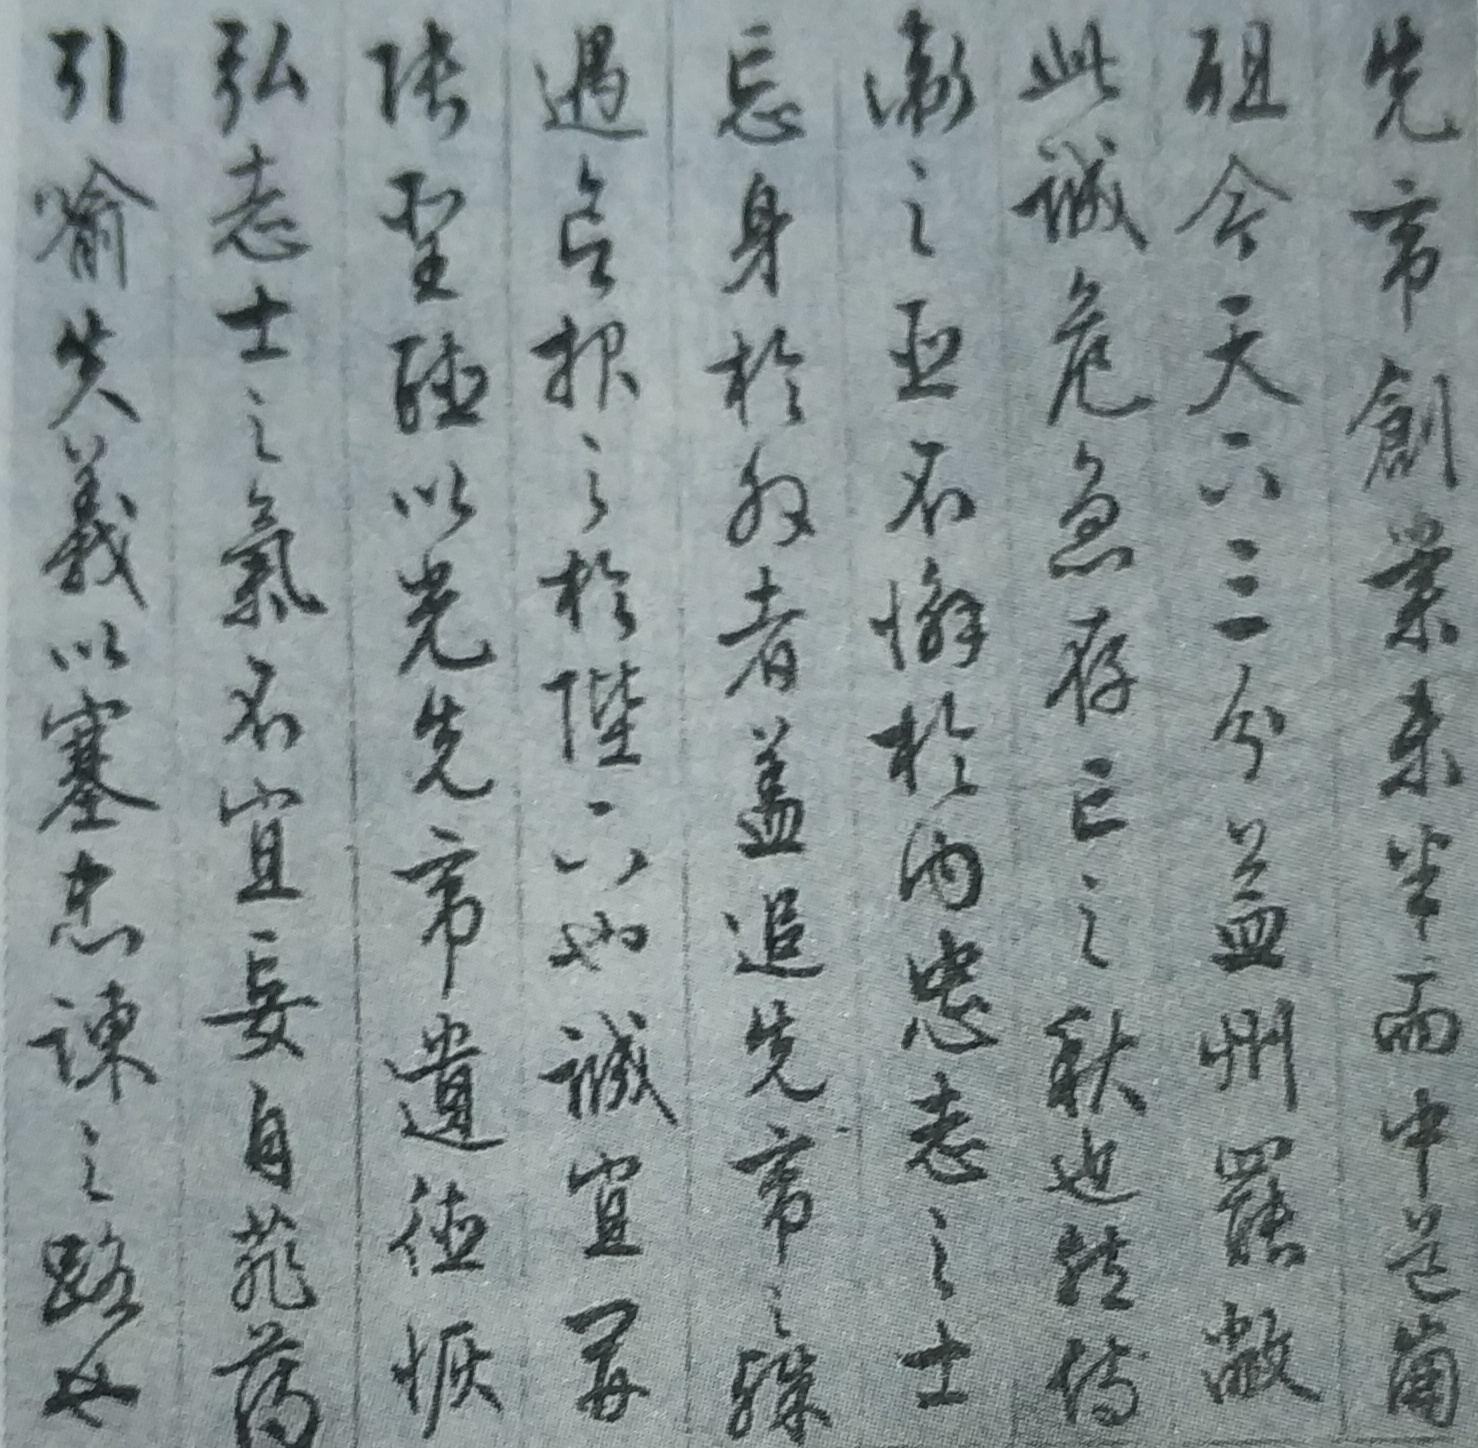 先帝創業未半而中道崩
殂今天下三分益州罷敝
此誠危急存亡之秋也然侍
衛之臣不懈於內忠志之士
忘身於外者蓋追先帝之殊
遇欲報之於陛下也誠宜開
張聖聽以光先帝遺德恢
弘志士之氣不宜妄自菲薄
引喻失義以塞忠諫之路也